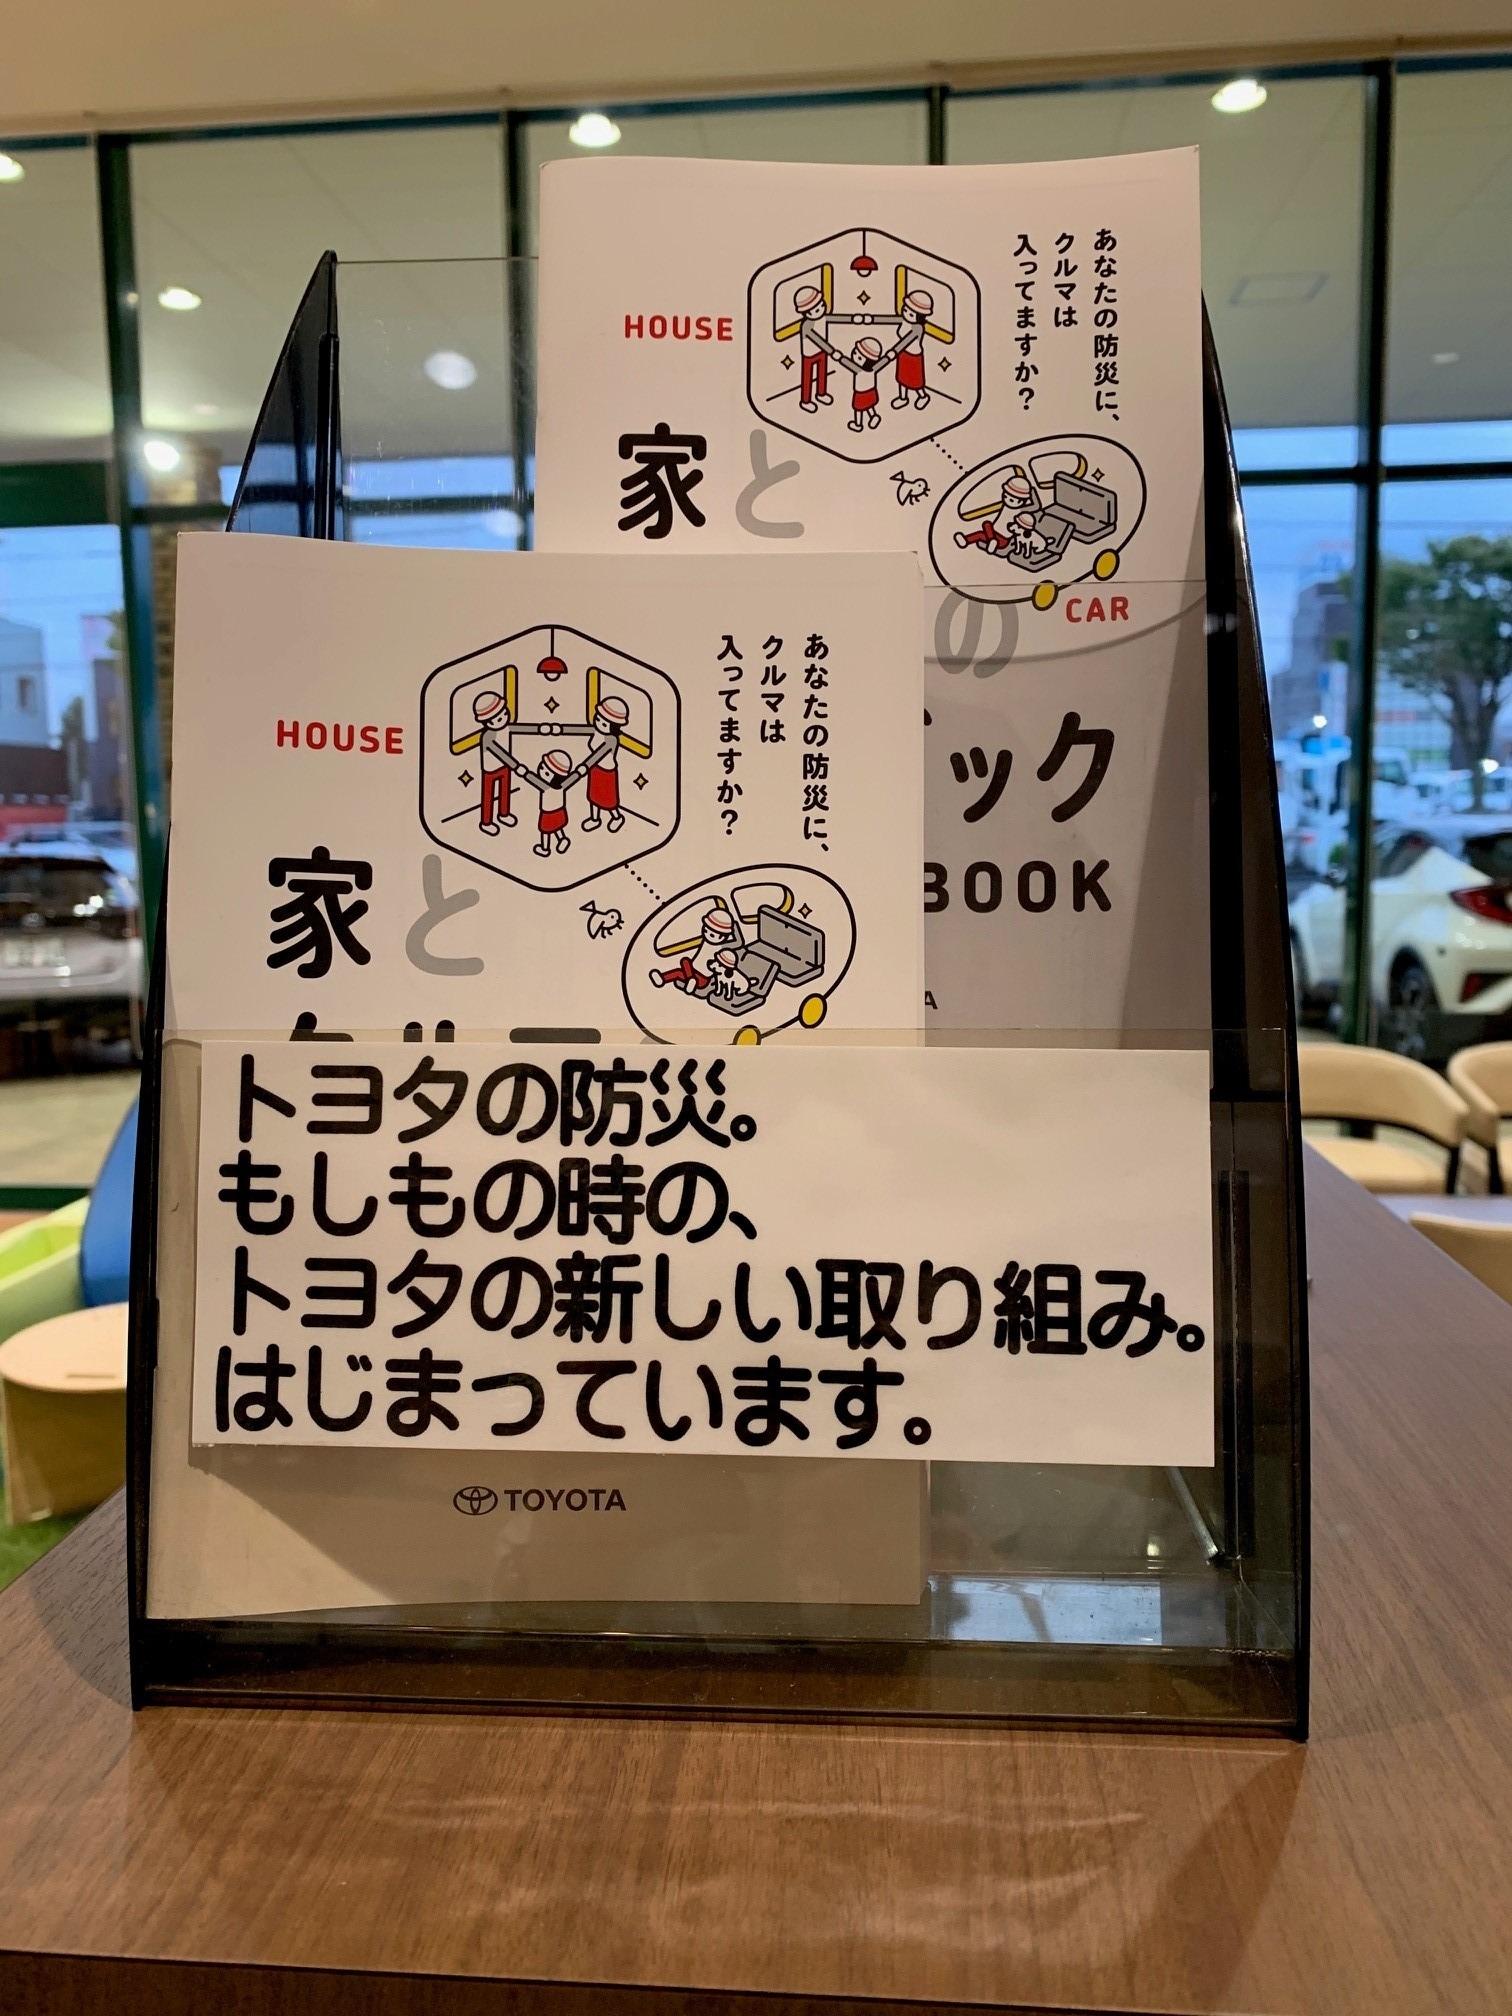 あなたの防災に、
クルマは
入ってますか？
HOUSE
家と
CAR
の
ック
BOOK
あなたの防災に、
クルマは
入ってますか？
HOUSE
家と
トヨタの防災。
もしもの時の、
トヨタの新しい取り組み。
はじまっています。
TOYOTA